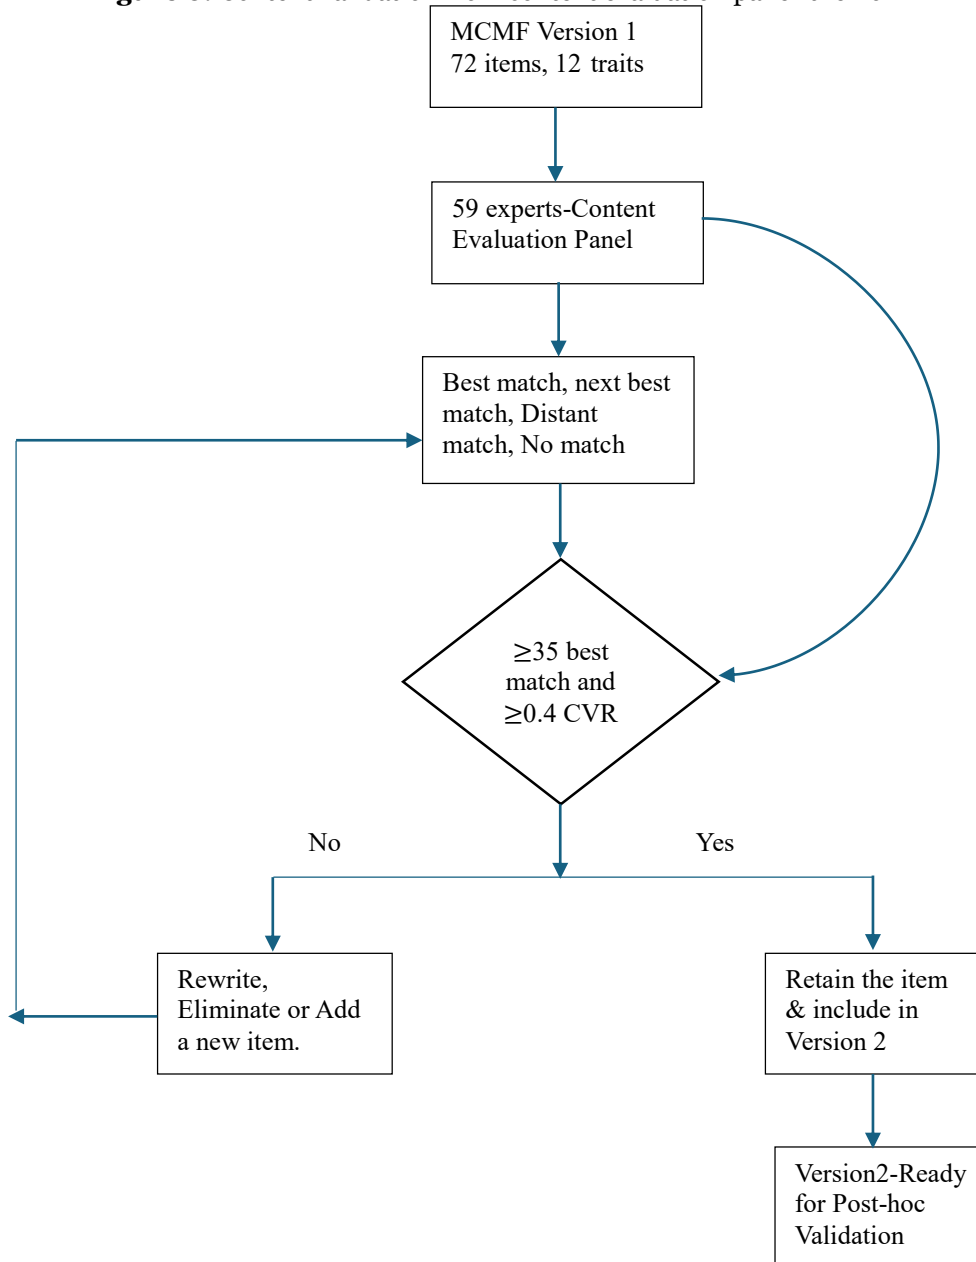 MCMF Version 1
72 items, 12 traits
59 experts-Content
Evaluation Panel
Best match, next best
match, Distant
match, No match
≥35 best
match and
≥0.4 CVR
No
Yes
Rewrite,
Eliminate or Add
a new item.
Retain the item
& include in
Version 2
Version2-Ready
for Post-hoc
Validation